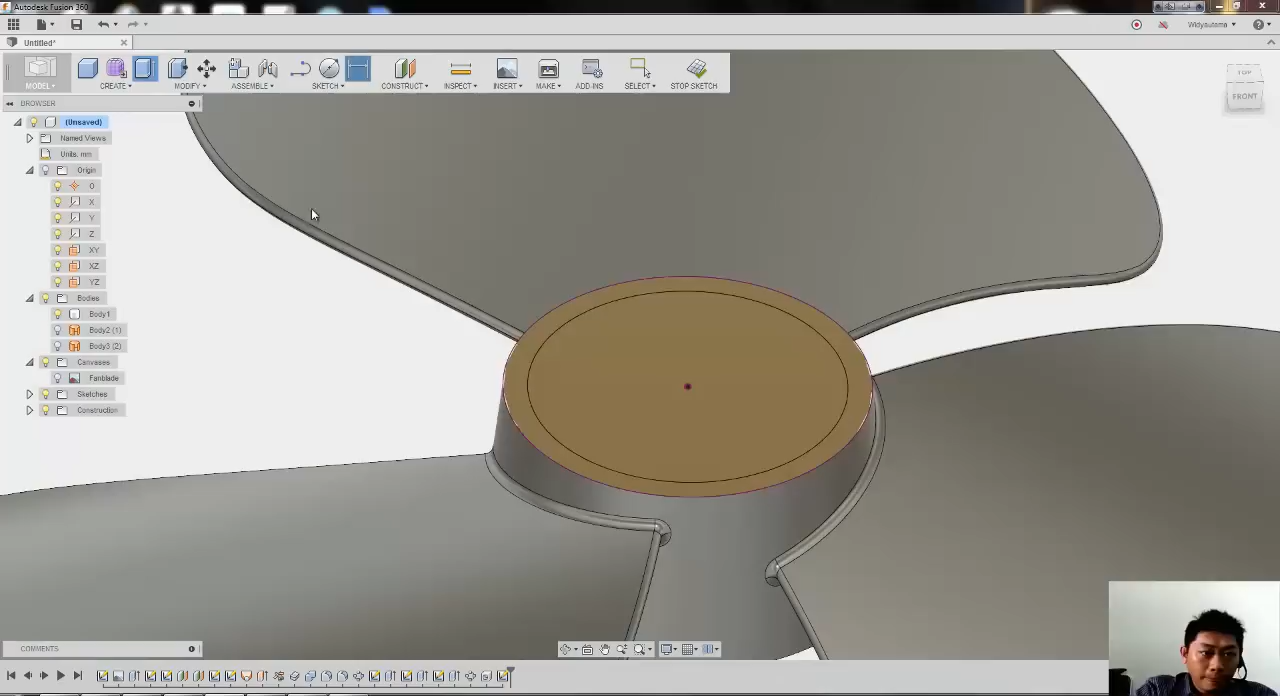 Autodesk Fusion 360
Widyautama
Untitled*
MODEL
CREATE
MODIFY
ASSEMBLE
SKETCH
CONSTRUCT
INSPECT
INSERT
MAKE
ADD-INS
SELECT
STOP SKETCH
TOP
FRONT
BROWSER
(Unsaved)
Named Views
Units: mm
Origin
O
X
Y
Z
XY
XZ
YZ
Bodies
Body1
Body2 (1)
Body3 (2)
Canvases
Fanblade
Sketches
Construction
COMMENTS